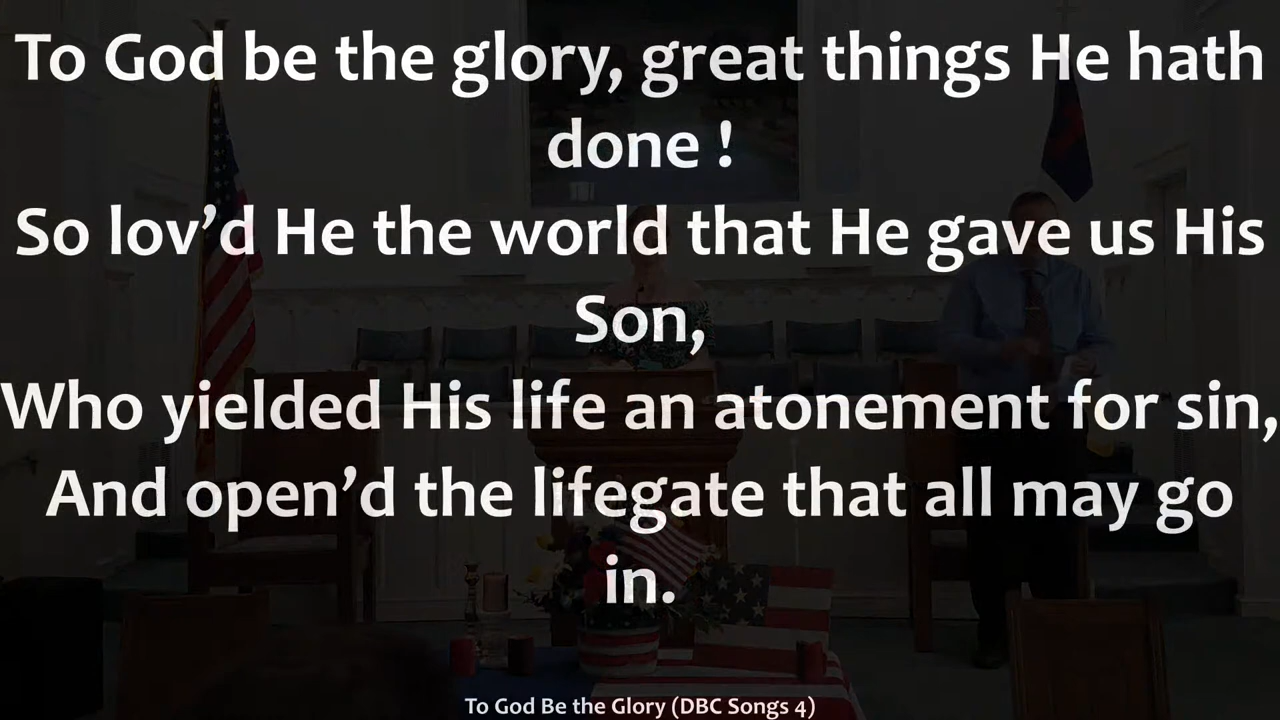 To God be the glory, great things He hath
done !
So lov’d He the world that He gave us His
Son,
Who yielded His life an atonement for sin,
And open’d the lifegate that all may go
in.
To God Be the Glory (DBC Songs 4)